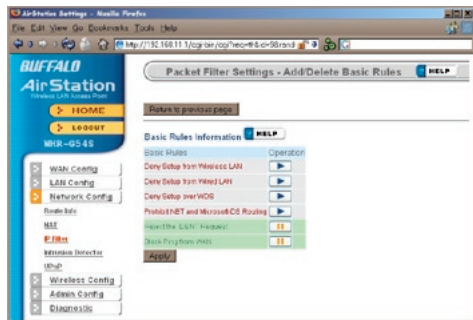 AirStation Settings - Mozilla Firefox
File Edit View Go Bookmarks Tools Help
BUFFALO
AirStation
Wireless LAN Access Point
HOME
LOGOUT
WHR-G54S
WAN Config
LAN Config
Network Config
Route Info
NAT
IP Filter
Intrusion Detector
UPnP
Wireless Config
Admin Config
Diagnostic
Packet Filter Settings - Add/Delete Basic Rules
HELP
Return to previous page
Basic Rules Information
HELP
Basic Rules
Operation
Deny Setup from Wireless LAN
Deny Setup from Wired LAN
Deny Setup over WDS
Prohibit NBT and Microsoft-DS Routing
Reject the IDENT Request
Block Ping from WAN
Apply